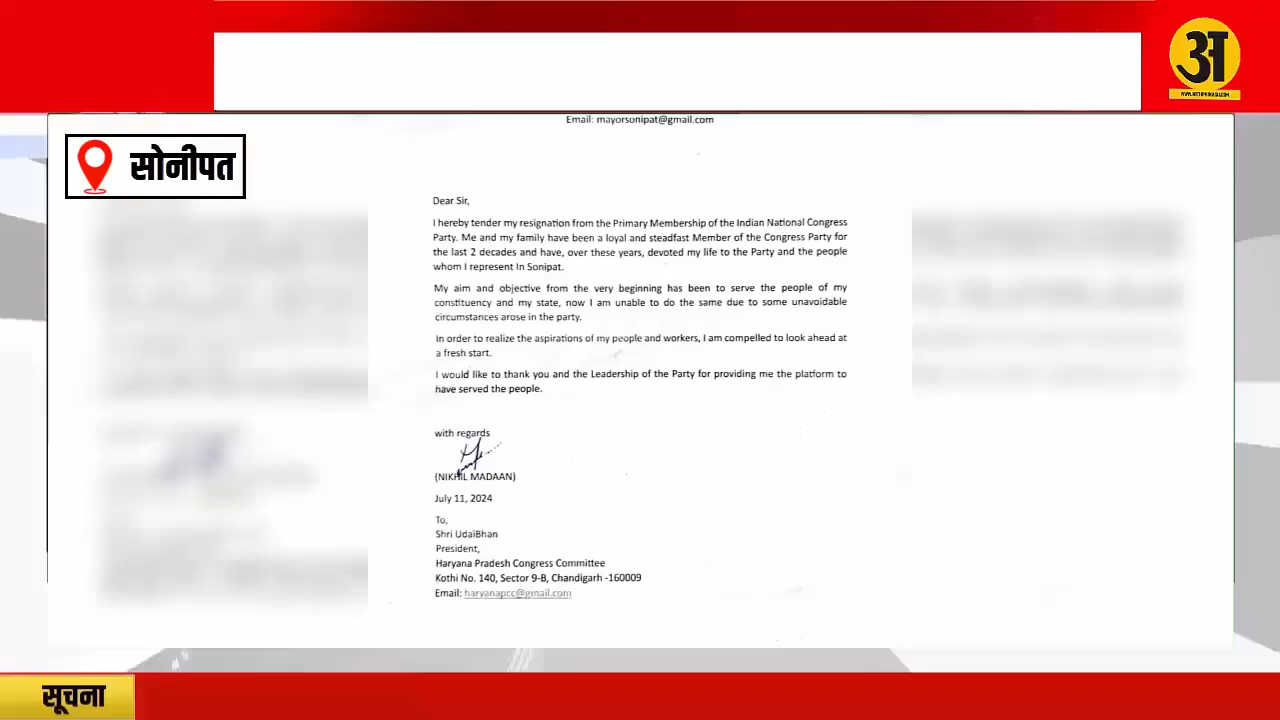 अ
Email: mayorsonipat@gmail.com
सोनीपत
Dear Sir,
I hereby tender my resignation from the Primary Membership of the Indian National Congress
Party. Me and my family have been a loyal and steadfast Member of the Congress Party for
the last 2 decades and have, over these years, devoted my life to the Party and the people
whom I represent In Sonipat.
My aim and objective from the very beginning has been to serve the people of my
constituency and my state, now I am unable to do the same due to some unavoidable
circumstances arose in the party.
In order to realize the aspirations of my people and workers, I am compelled to look ahead at
a fresh start.
I would like to thank you and the Leadership of the Party for providing me the platform to
have served the people.
with regards
(NIKHIL MADAAN)
July 11, 2024
To,
Shri UdaiBhan
President,
Haryana Pradesh Congress Committee
Kothi No. 140, Sector 9-B, Chandigarh -160009
Email: haryanapcc@gmail.com
सूचना